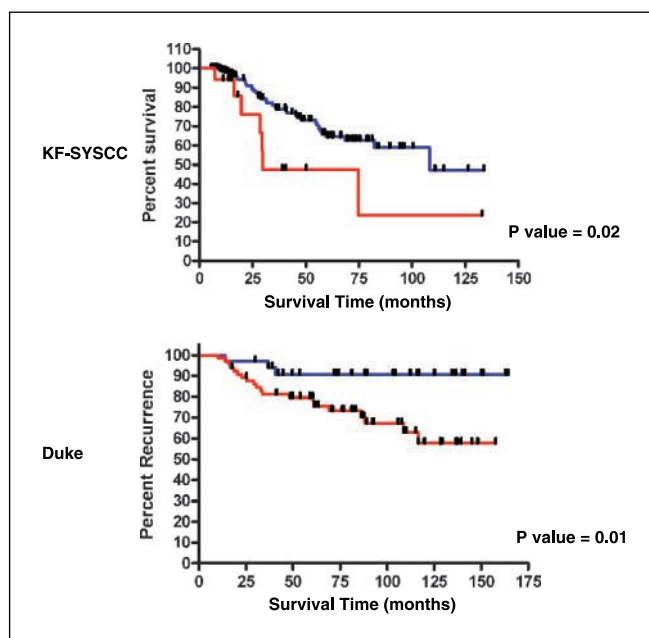 110
100
90
80
70
60
50
40
30
20
10
0
Percent survival
KF-SYSCC
P value = 0.02
0 25 50 75 100 125 150
Survival Time (months)
100
90
80
70
60
50
40
30
20
10
0
Percent Recurrence
Duke
P value = 0.01
0 25 50 75 100 125 150 175
Survival Time (months)